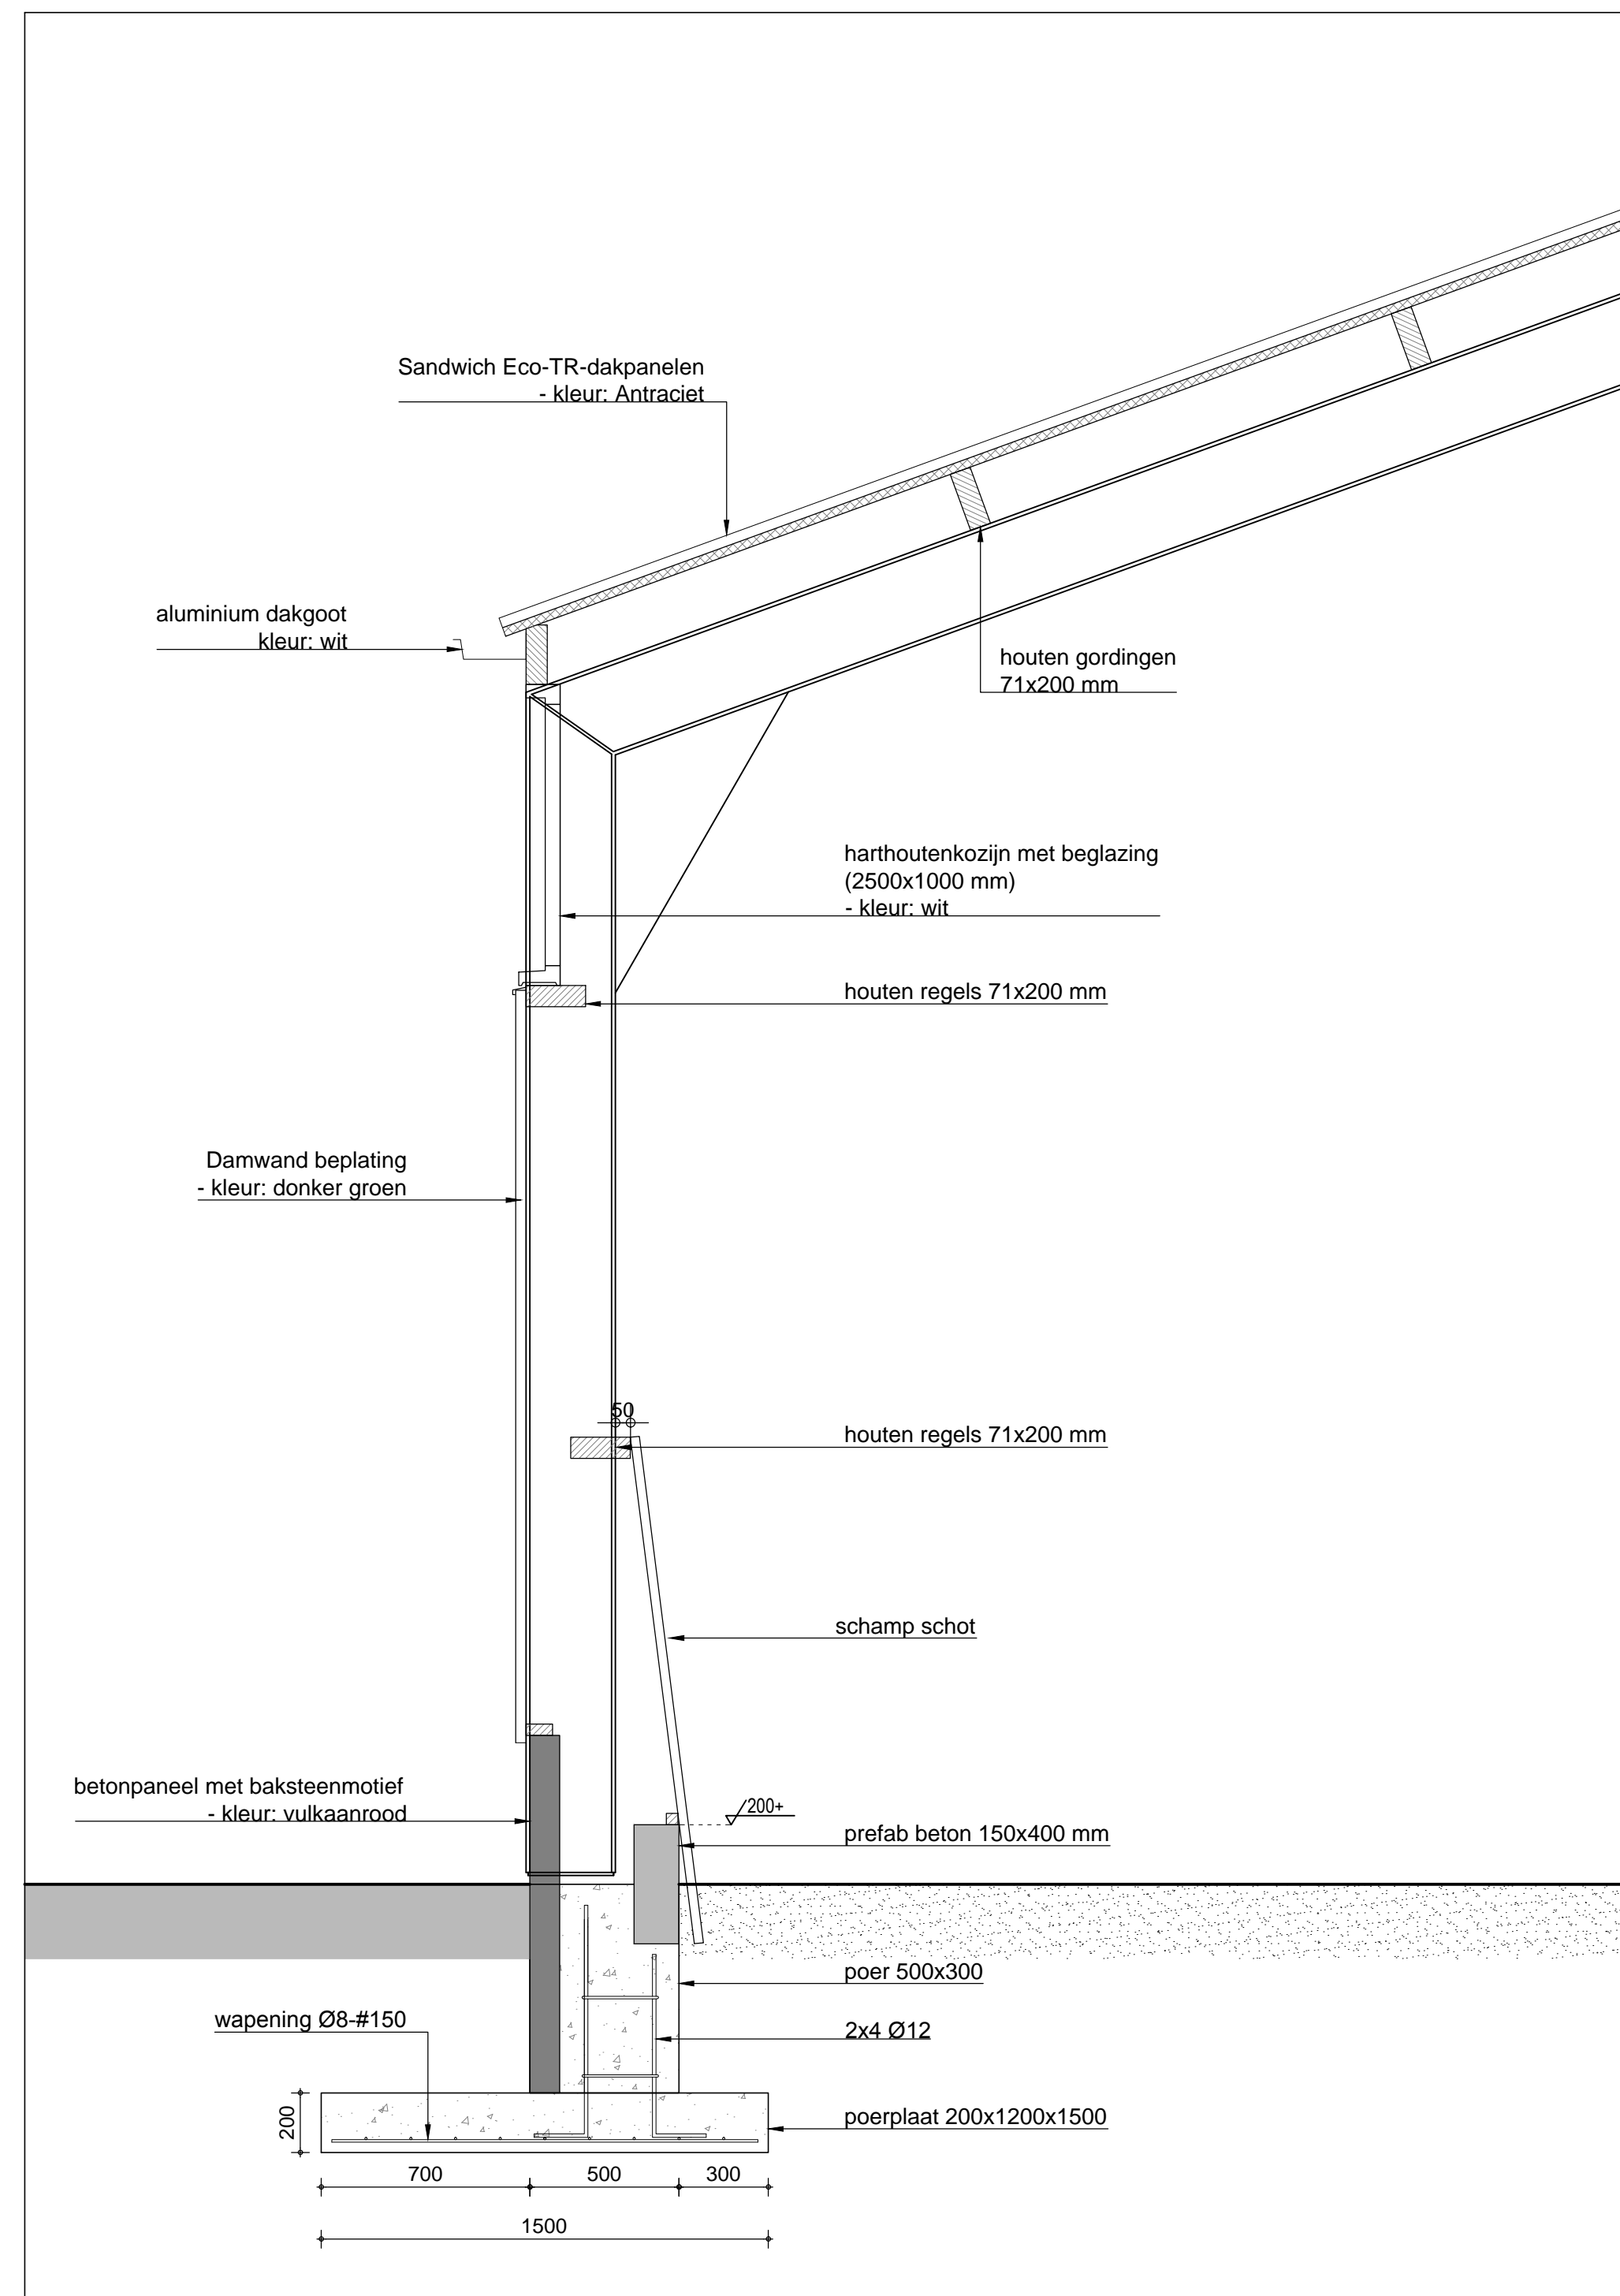 Sandwich Eco-TR-dakpanelen
- kleur: Antraciet
aluminium dakgoot
kleur: wit
houten gordingen
71x200 mm
harthoutenkozijn met beglazing
(2500x1000 mm)
- kleur: wit
houten regels 71x200 mm
Damwand beplating
- kleur: donker groen
50
houten regels 71x200 mm
schamp schot
betonpaneel met baksteenmotief
- kleur: vulkaanrood
200+
prefab beton 150x400 mm
poer 500x300
wapening Ø8-#150
2x4 Ø12
poerplaat 200x1200x1500
200
700
500
300
1500